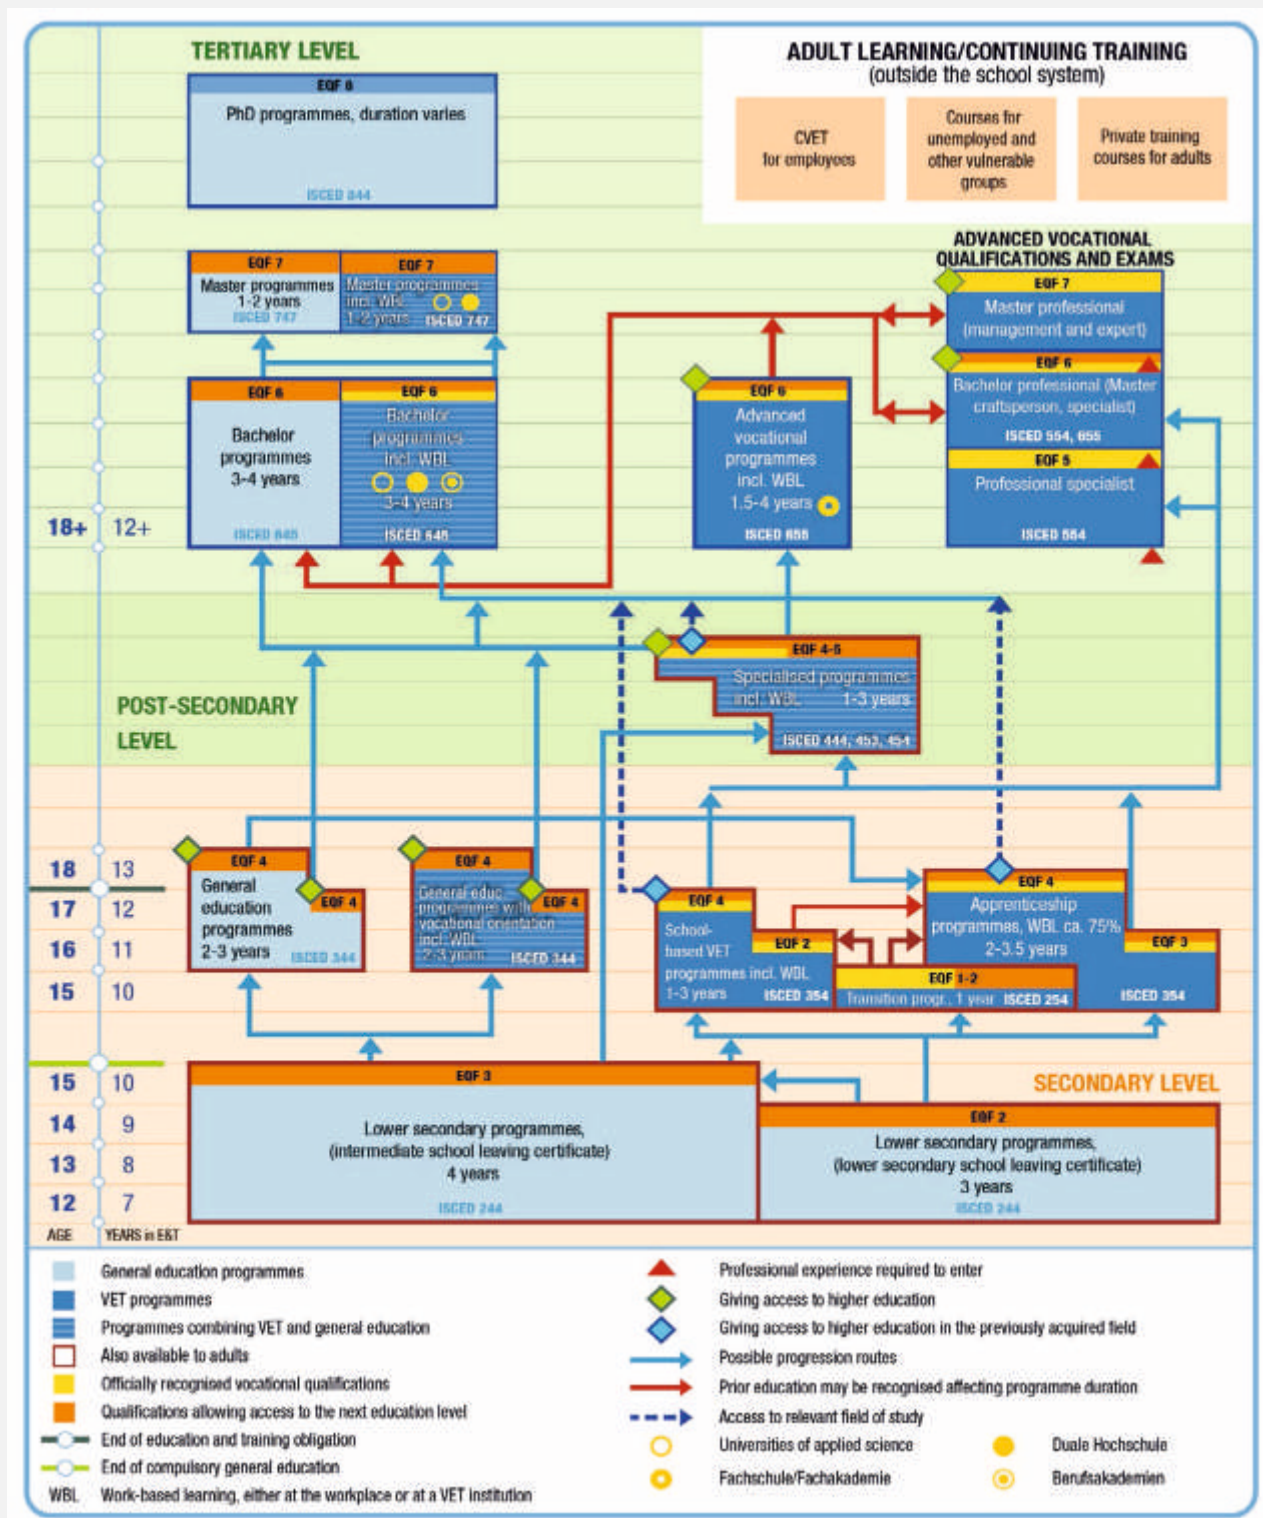 TERTIARY LEVEL
EQF 8
PhD programmes, duration varies
ISCED 844
ADULT LEARNING/CONTINUING TRAINING
(outside the school system)
CVET
for employees
Courses for
unemployed and
other vulnerable
groups
Private training
courses for adults
EQF 7
Master programmes
1-2 years
ISCED 747
EQF 7
Master programmes
incl. WBL
1-2 years ISCED 747
ADVANCED VOCATIONAL
QUALIFICATIONS AND EXAMS
EQF 7
Master professional
(management and expert)
EQF 6
Bachelor professional (Master
craftsperson, specialist)
ISCED 554, 655
EQF 5
Professional specialist
ISCED 554
EQF 6
Bachelor
programmes
3-4 years
ISCED 645
EQF 6
Bachelor
programmes
incl. WBL
3-4 years
ISCED 645
EQF 6
Advanced
vocational
programmes
incl. WBL
1.5-4 years
ISCED 655
18+ 12+
EQF 4-5
Specialised programmes
incl. WBL 1-3 years
ISCED 444, 453, 454
POST-SECONDARY
LEVEL
18 13
17 12
16 11
15 10
EQF 4
General
education
programmes
2-3 years
EQF 4
ISCED 344
EQF 4
General educ.
programmes with
vocational orientation
incl. WBL
2-3 years
EQF 4
ISCED 344
EQF 4
School-
based VET
programmes incl. WBL
1-3 years
EQF 2
ISCED 354
EQF 4
Apprenticeship
programmes, WBL ca. 75%
2-3.5 years
EQF 3
ISCED 354
EQF 1-2
Transition progr., 1 year ISCED 254
SECONDARY LEVEL
15 10
14 9
13 8
12 7
AGE YEARS in E&T
EQF 3
Lower secondary programmes,
(intermediate school leaving certificate)
4 years
ISCED 244
EQF 2
Lower secondary programmes,
(lower secondary school leaving certificate)
3 years
ISCED 244
General education programmes
VET programmes
Programmes combining VET and general education
Also available to adults
Officially recognised vocational qualifications
Qualifications allowing access to the next education level
End of education and training obligation
End of compulsory general education
WBL Work-based learning, either at the workplace or at a VET institution
Professional experience required to enter
Giving access to higher education
Giving access to higher education in the previously acquired field
Possible progression routes
Prior education may be recognised affecting programme duration
Access to relevant field of study
Universities of applied science
Duale Hochschule
Fachschule/Fachakademie
Berufsakademien